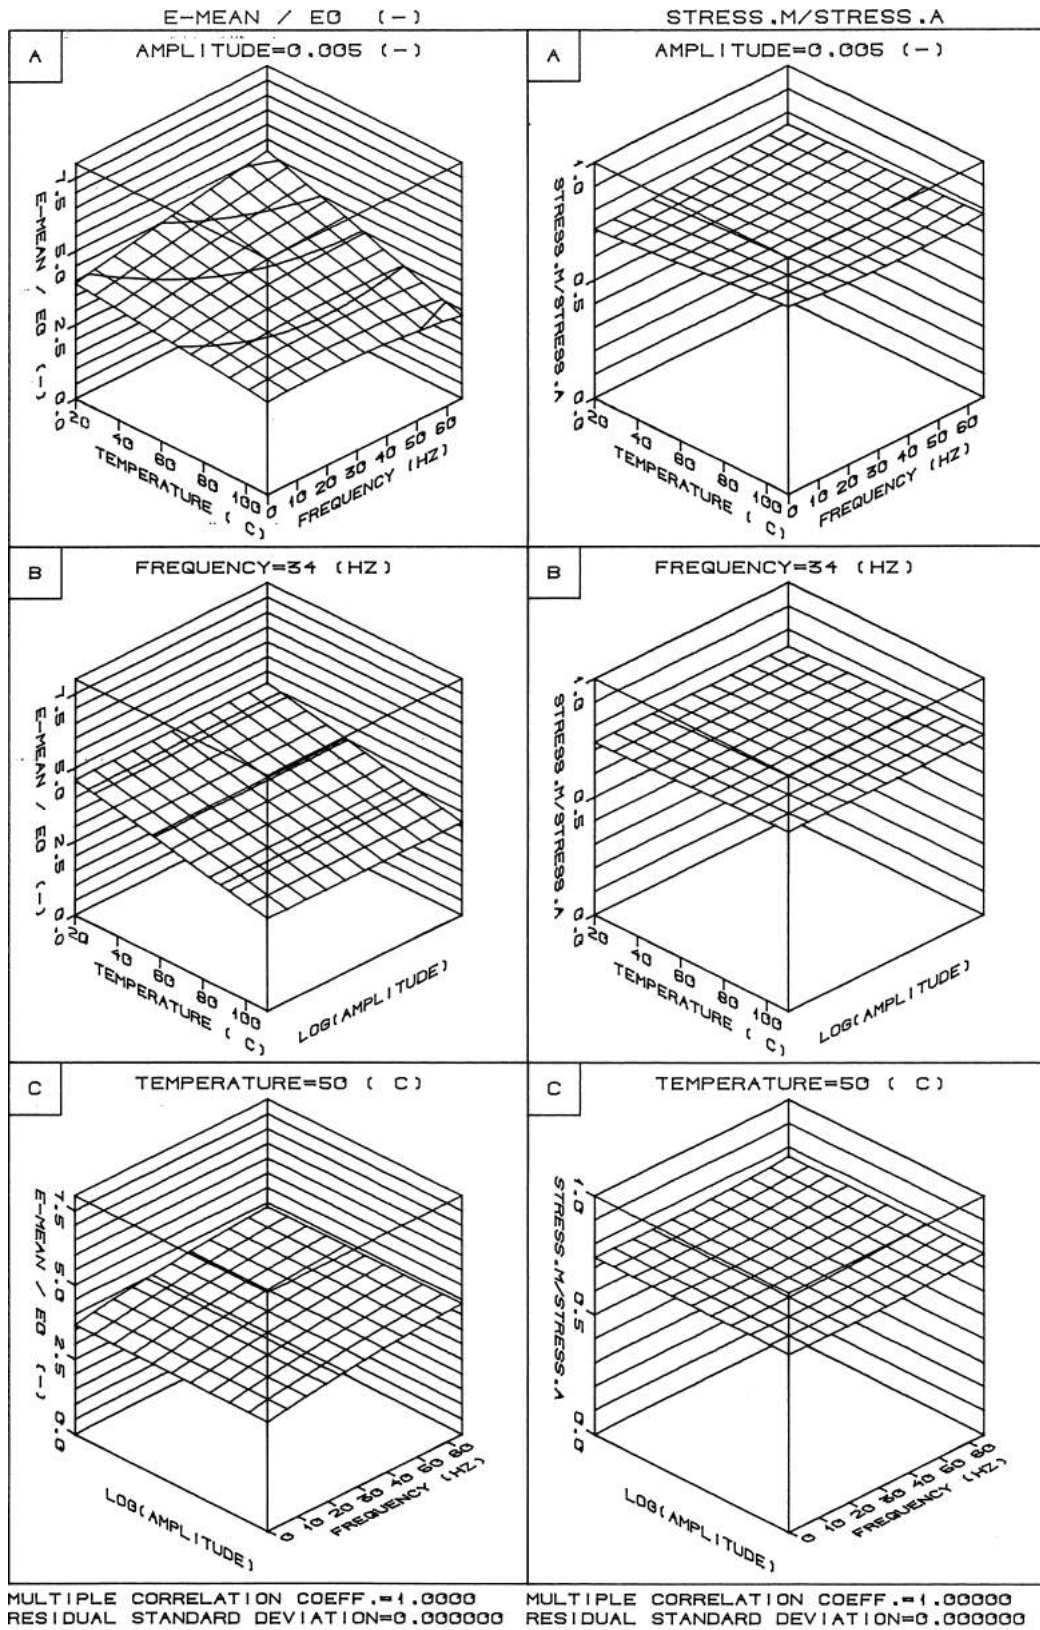 E-MEAN / EO (-)
STRESS.M/STRESS.A
A
AMPLITUDE=0.005 (-)
7.5
5.0
2.5
0.0
E-MEAN / EO (-)
20
40
60
80
100
TEMPERATURE ( C)
0 10 20 30 40 50 60
FREQUENCY (HZ)
A
AMPLITUDE=0.005 (-)
1.0
0.5
0.0
STRESS.M/STRESS.A
20
40
60
80
100
TEMPERATURE ( C)
0 10 20 30 40 50 60
FREQUENCY (HZ)
B
FREQUENCY=34 (HZ)
7.5
5.0
2.5
0.0
E-MEAN / EO (-)
20
40
60
80
100
TEMPERATURE ( C)
LOG(AMPLITUDE)
B
FREQUENCY=34 (HZ)
1.0
0.5
0.0
STRESS.M/STRESS.A
20
40
60
80
100
TEMPERATURE ( C)
LOG(AMPLITUDE)
C
TEMPERATURE=50 ( C)
7.5
5.0
2.5
0.0
E-MEAN / EO (-)
LOG(AMPLITUDE)
0 10 20 30 40 50 60
FREQUENCY (HZ)
C
TEMPERATURE=50 ( C)
1.0
0.5
0.0
STRESS.M/STRESS.A
LOG(AMPLITUDE)
0 10 20 30 40 50 60
FREQUENCY (HZ)
MULTIPLE CORRELATION COEFF.=1.0000
RESIDUAL STANDARD DEVIATION=0.000000
MULTIPLE CORRELATION COEFF.=1.00000
RESIDUAL STANDARD DEVIATION=0.000000